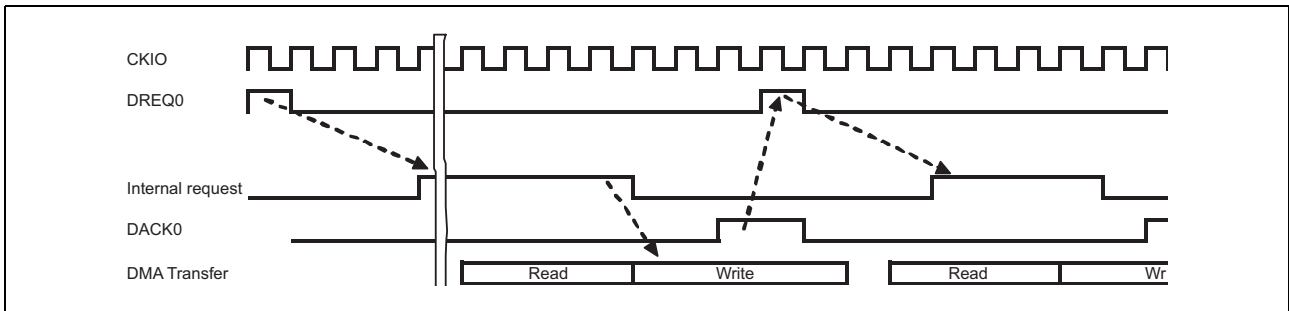 CKIO
DREQ0
Internal request
DACK0
DMA Transfer Read Write Read Wr